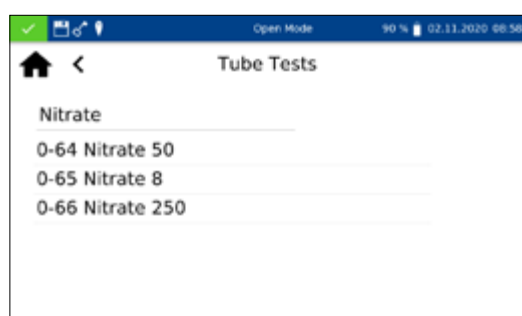 Open Mode 90 % 02.11.2020 08:58
Tube Tests
Nitrate
0-64 Nitrate 50
0-65 Nitrate 8
0-66 Nitrate 250